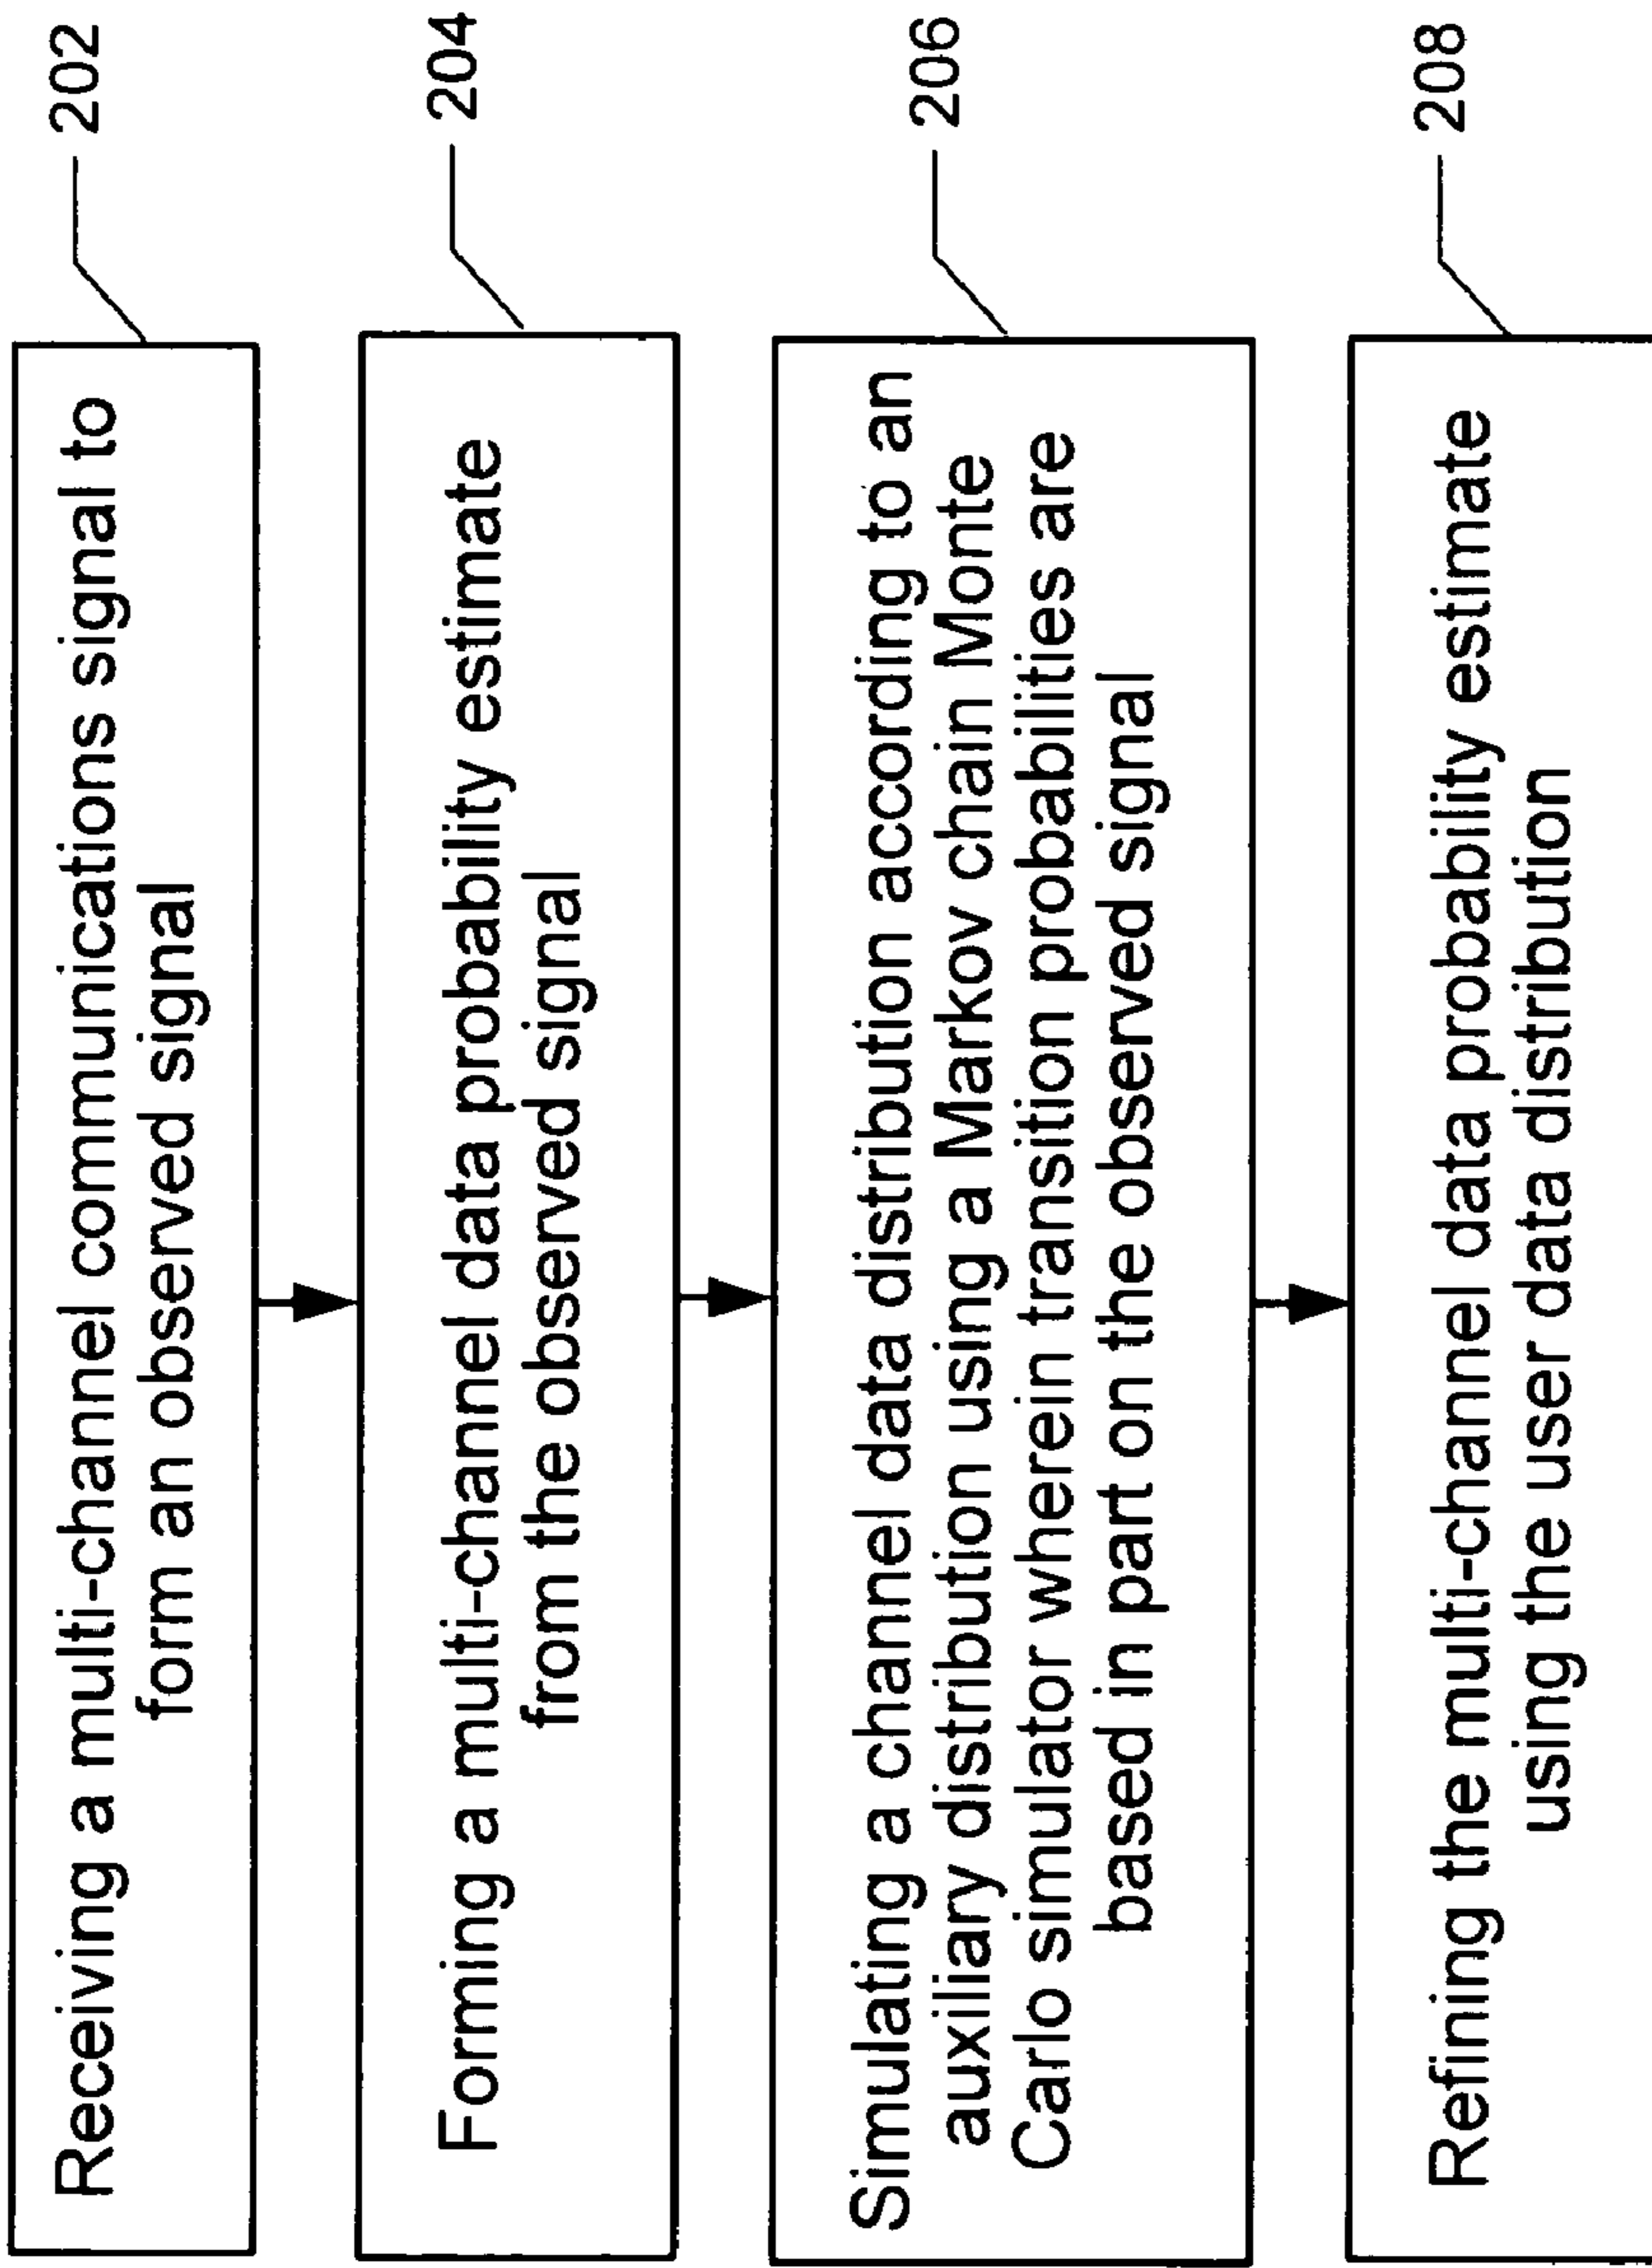 Receiving a multi-channel communications signal to
form an observed signal
202
Forming a multi-channel data probability estimate
from the observed signal
204
Simulating a channel data distribution according to an
auxiliary distribution using a Markov chain Monte
Carlo simulator wherein transition probabilities are
based in part on the observed signal
206
Refining the multi-channel data probability estimate
using the user data distribution
208